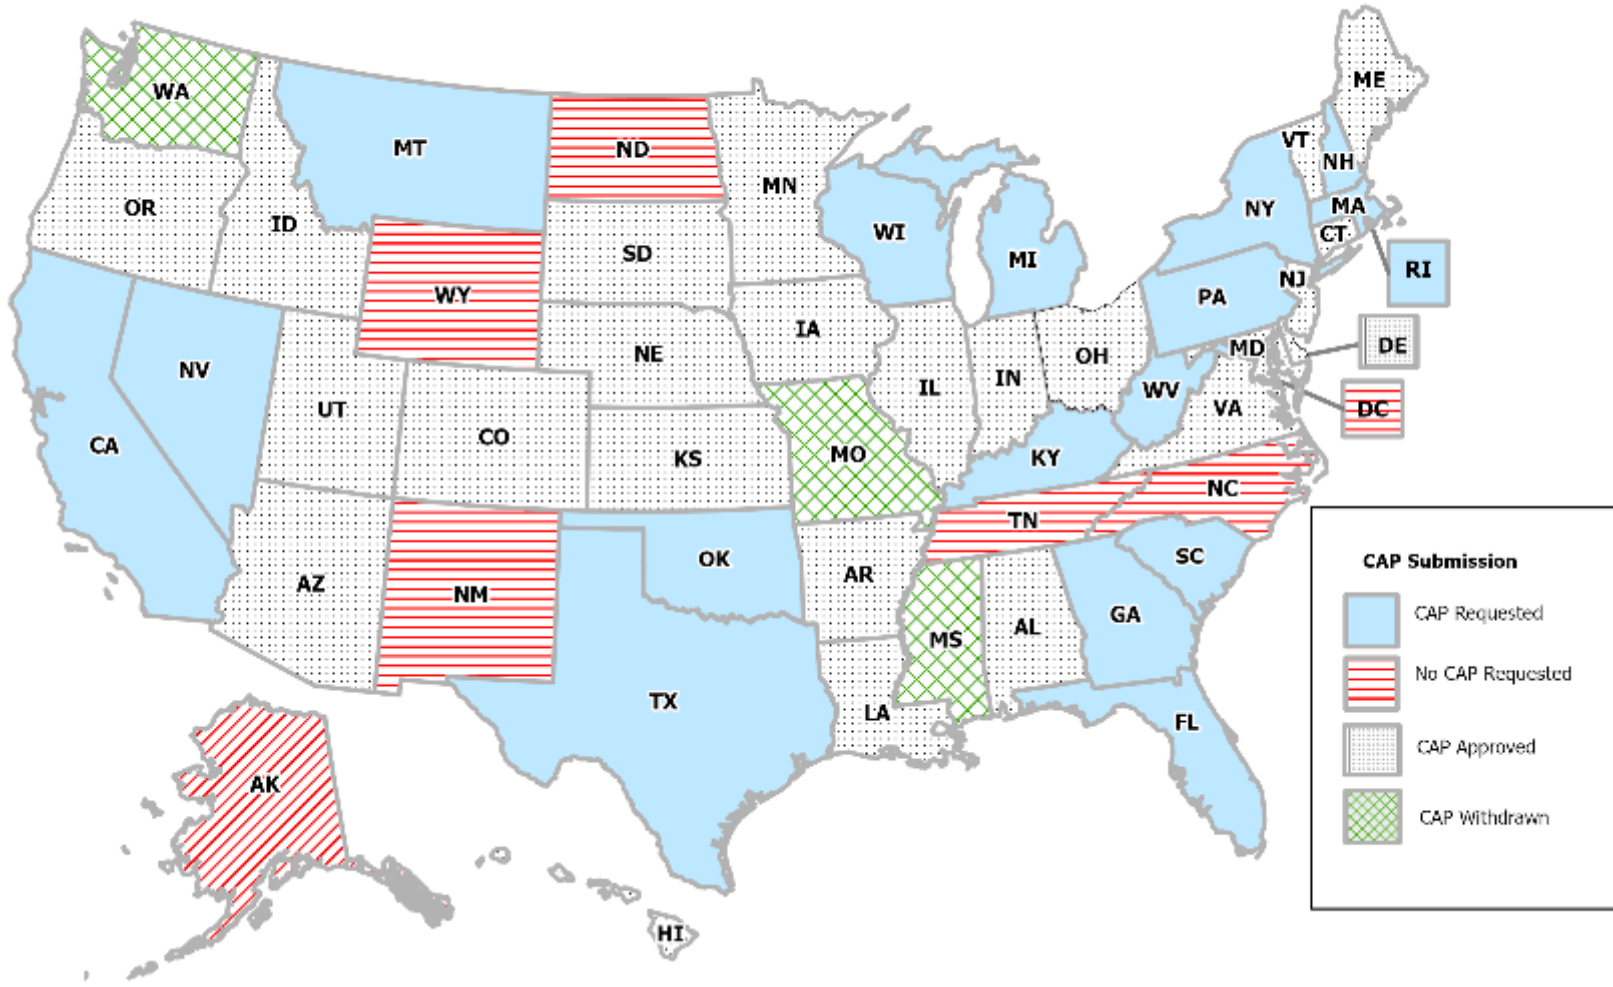 ME
WA
VT
MT
ND
NH
MN
MA
OR
NY
ID
WI
CT
SD
MI
RI
NJ
WY
PA
IA
DE
MD
NE
OH
NV
IN
IL
WV
UT
VA
DC
CO
CA
MO
KY
KS
NC
TN
SC
OK
CAP Submission
AR
AZ
NM
CAP Requested
GA
AL
MS
No CAP Requested
TX
LA
FL
CAP Approved
AK
CAP Withdrawn
HI